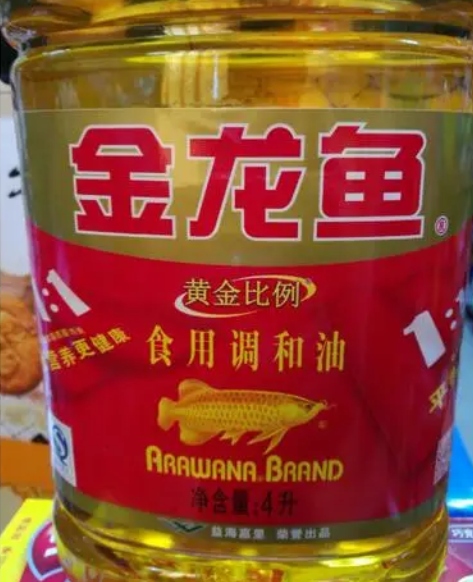 金龙鱼
黄金比例
1:1
营养更健康
食用调和油
1:
ARAWANA BRAND
净含量:4升
益海嘉里 荣誉出品